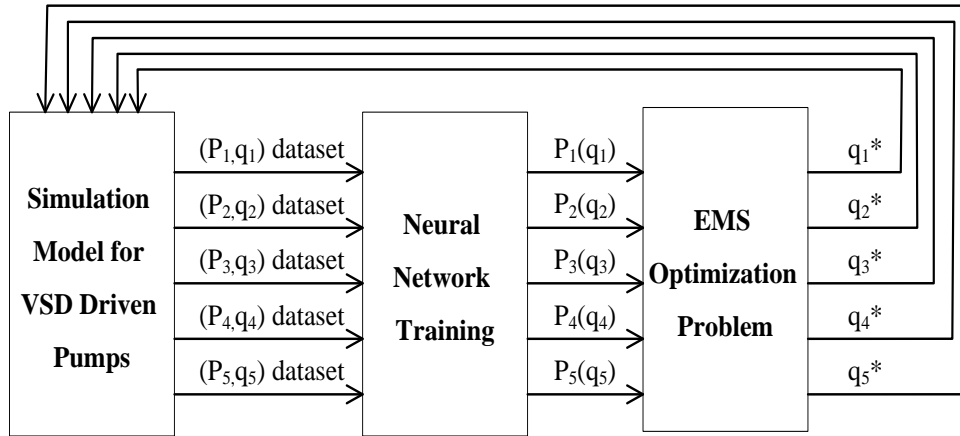 Simulation
Model for
VSD Driven
Pumps
(P₁,q₁) dataset
(P₂,q₂) dataset
(P₃,q₃) dataset
(P₄,q₄) dataset
(P₅,q₅) dataset
Neural
Network
Training
P₁(q₁)
P₂(q₂)
P₃(q₃)
P₄(q₄)
P₅(q₅)
EMS
Optimization
Problem
q₁*
q₂*
q₃*
q₄*
q₅*